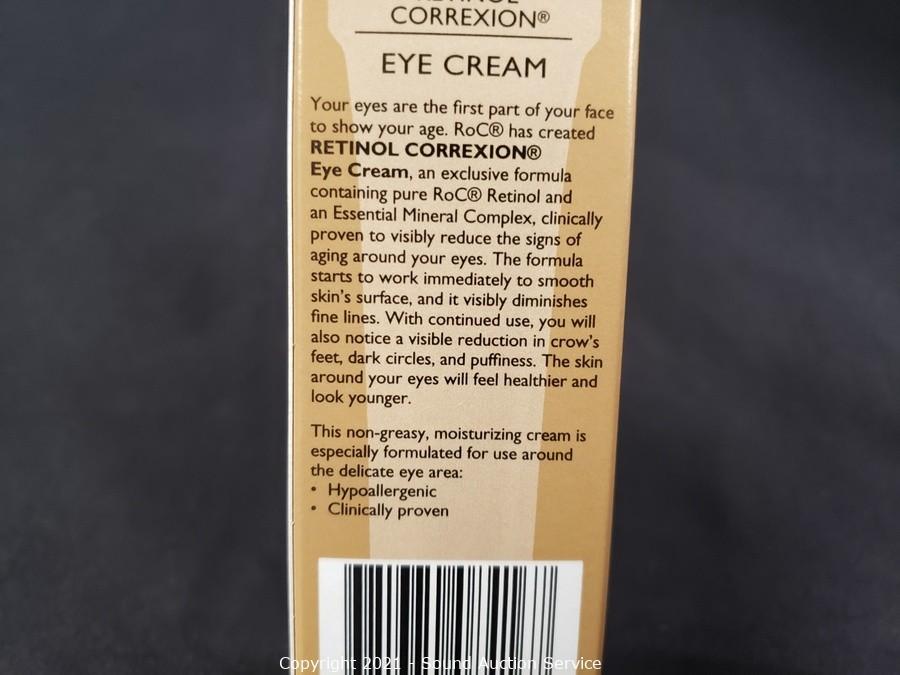 RETINOL
CORREXION®
EYE CREAM
Your eyes are the first part of your face
to show your age. RoC® has created
RETINOL CORREXION®
Eye Cream, an exclusive formula
containing pure RoC® Retinol and
an Essential Mineral Complex, clinically
proven to visibly reduce the signs of
aging around your eyes. The formula
starts to work immediately to smooth
skin's surface, and it visibly diminishes
fine lines. With continued use, you will
also notice a visible reduction in crow's
feet, dark circles, and puffiness. The skin
around your eyes will feel healthier and
look younger.
This non-greasy, moisturizing cream is
especially formulated for use around
the delicate eye area:
• Hypoallergenic
• Clinically proven
Copyright 2021 - Sound Auction Service